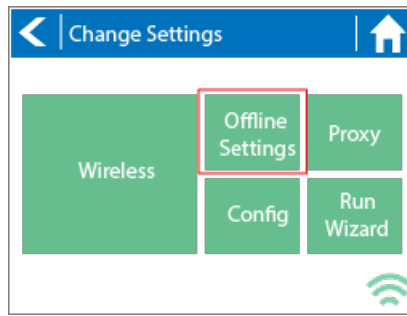 Change Settings
Wireless
Offline
Settings
Proxy
Config
Run
Wizard